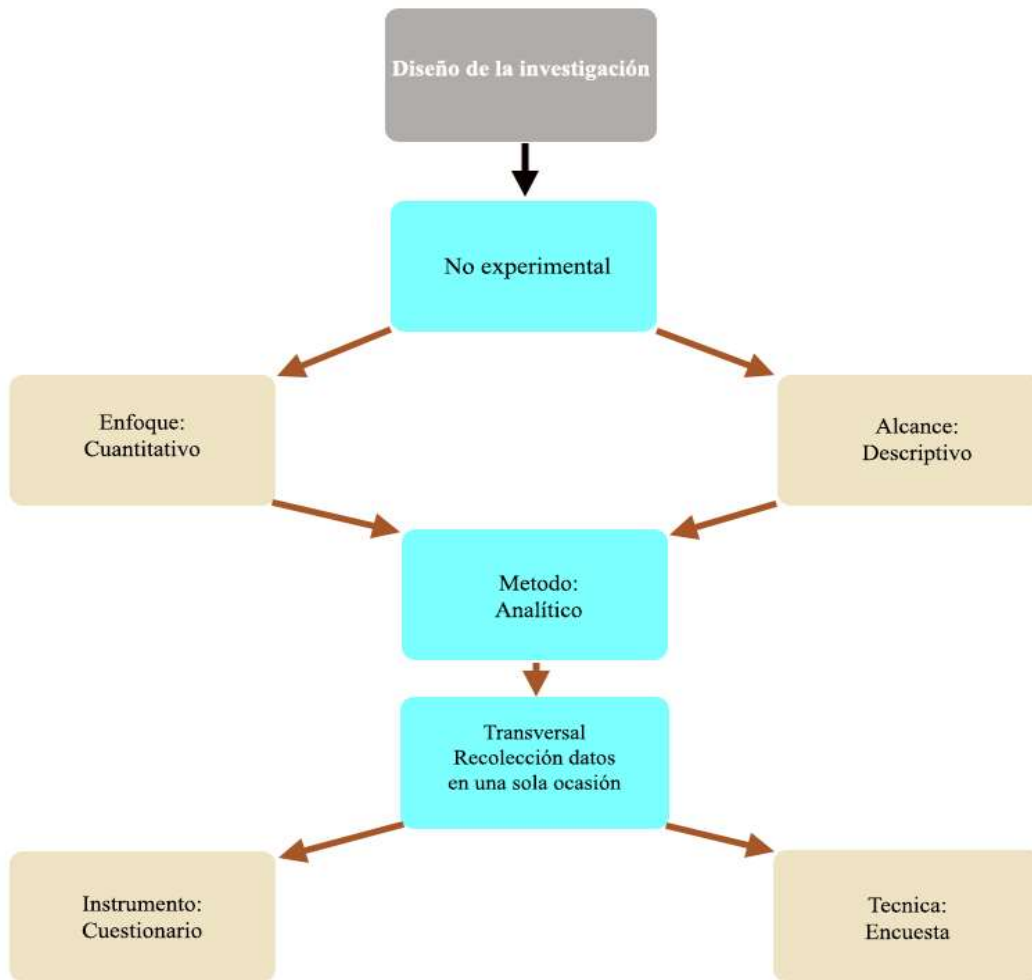 Diseño de la investigación
No experimental
Enfoque:
Cuantitativo
Alcance:
Descriptivo
Metodo:
Analítico
Transversal
Recolección datos
en una sola ocasión
Instrumento:
Cuestionario
Tecnica:
Encuesta